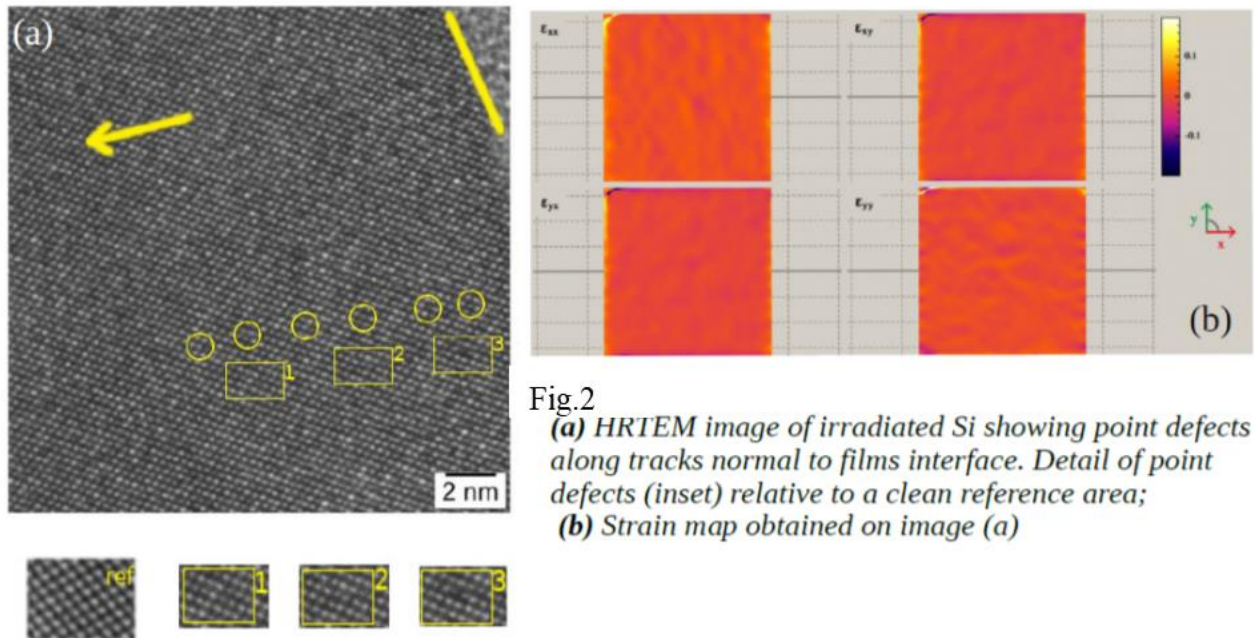 (a)
1
2
3
2 nm
ref
1
2
3
εxx
εxy
0.1
0
-0.1
εyx
εyy
y
x
(b)
Fig.2
(a) HRTEM image of irradiated Si showing point defects
along tracks normal to films interface. Detail of point
defects (inset) relative to a clean reference area;
(b) Strain map obtained on image (a)